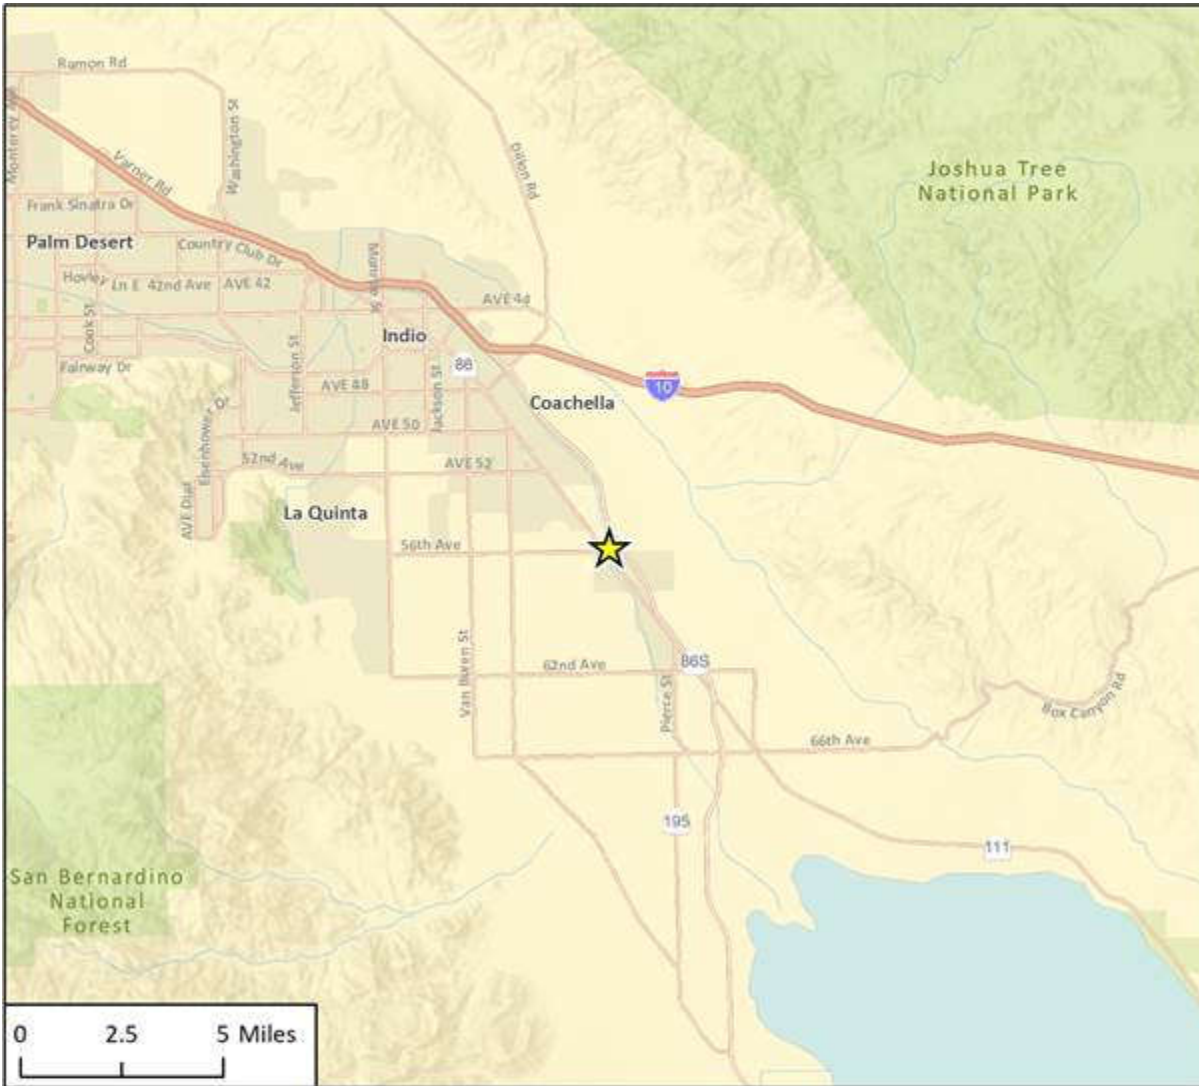 Ramon Rd
Monterey Ave
Washington St
Varner Rd
Dillon Rd
Joshua Tree
National Park
Frank Sinatra Dr
Palm Desert
Country Club Dr
Monroe St
Hovley
Ln E
42nd Ave
AVE 42
AVE 44
Cook St
Indio
Fairway Dr
Jefferson St
86
Jackson St
AVE 48
10
Coachella
Eisenhower Dr
AVE 50
52nd Ave
AVE 52
AVE Dial
La Quinta
56th Ave
Van Buren St
62nd Ave
86S
Pierce St
Box Canyon Rd
66th Ave
195
111
San Bernardino
National
Forest
0 2.5 5 Miles